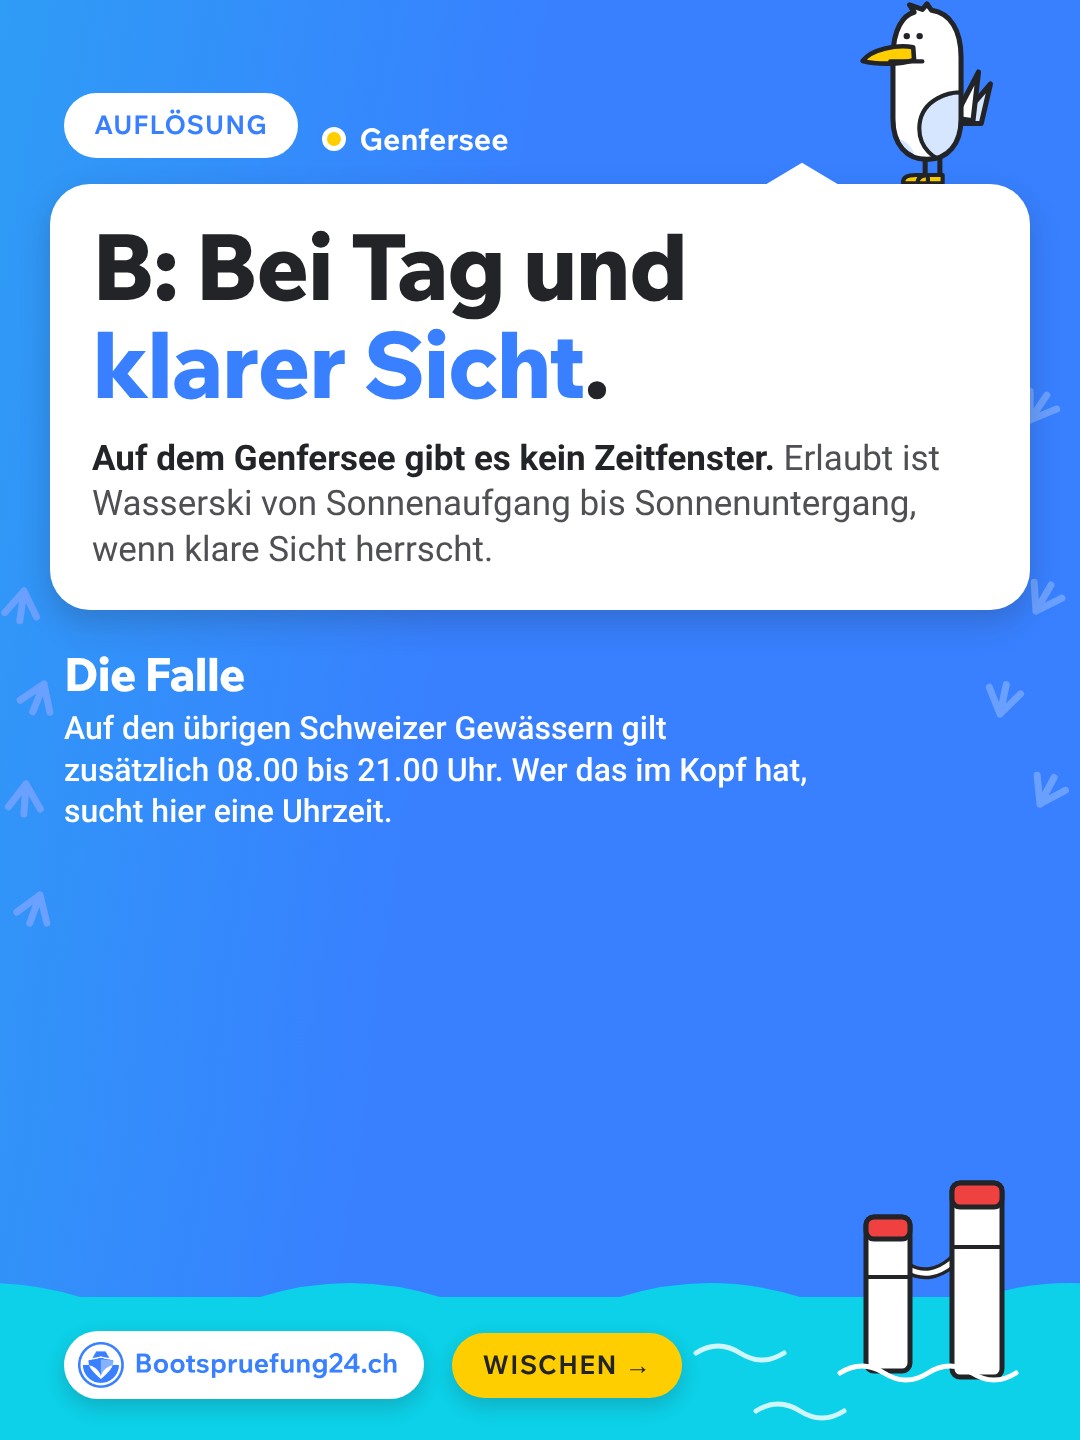 AUFLÖSUNG
Genfersee
B: Bei Tag und
klarer Sicht.
Auf dem Genfersee gibt es kein Zeitfenster. Erlaubt ist
Wasserski von Sonnenaufgang bis Sonnenuntergang,
wenn klare Sicht herrscht.
Die Falle
Auf den übrigen Schweizer Gewässern gilt
zusätzlich 08.00 bis 21.00 Uhr. Wer das im Kopf hat,
sucht hier eine Uhrzeit.
Bootspruefung24.ch
WISCHEN →